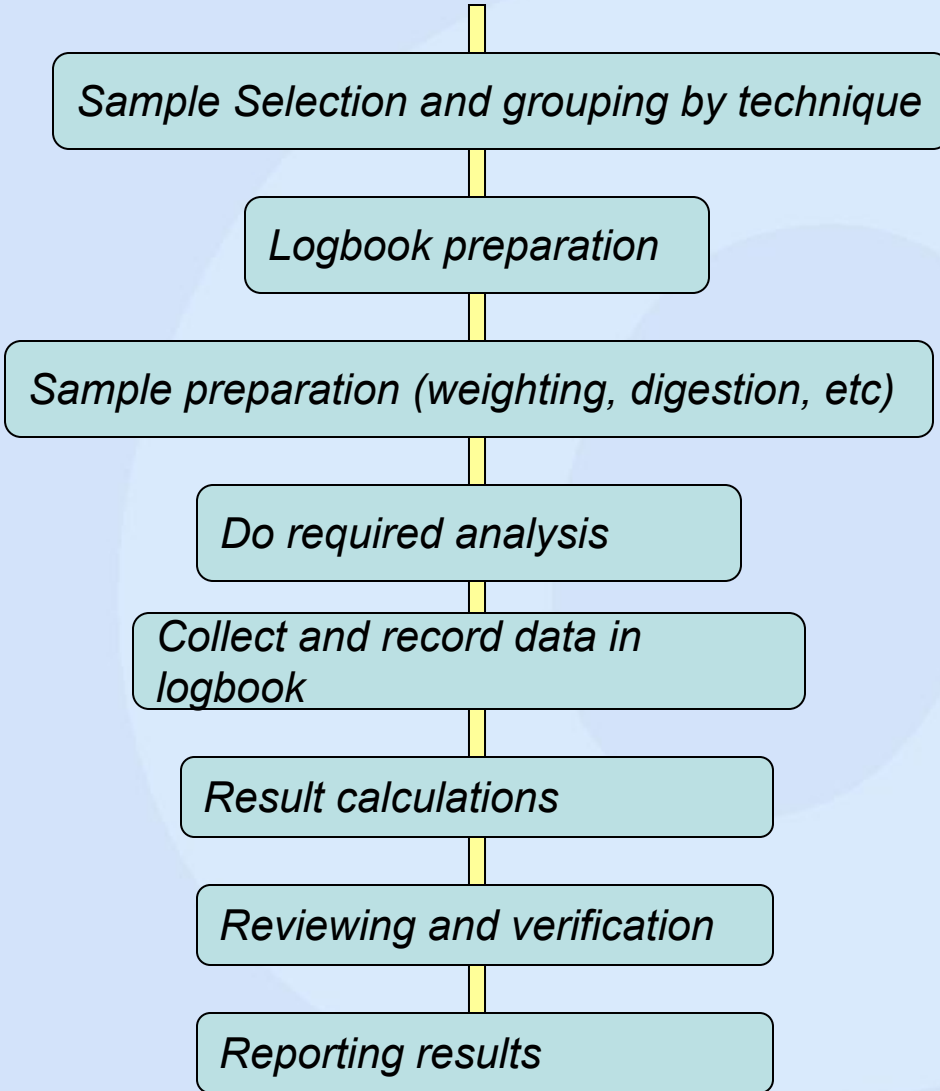 Sample Selection and grouping by technique
Logbook preparation
Sample preparation (weighting, digestion, etc)
Do required analysis
Collect and record data in
logbook
Result calculations
Reviewing and verification
Reporting results